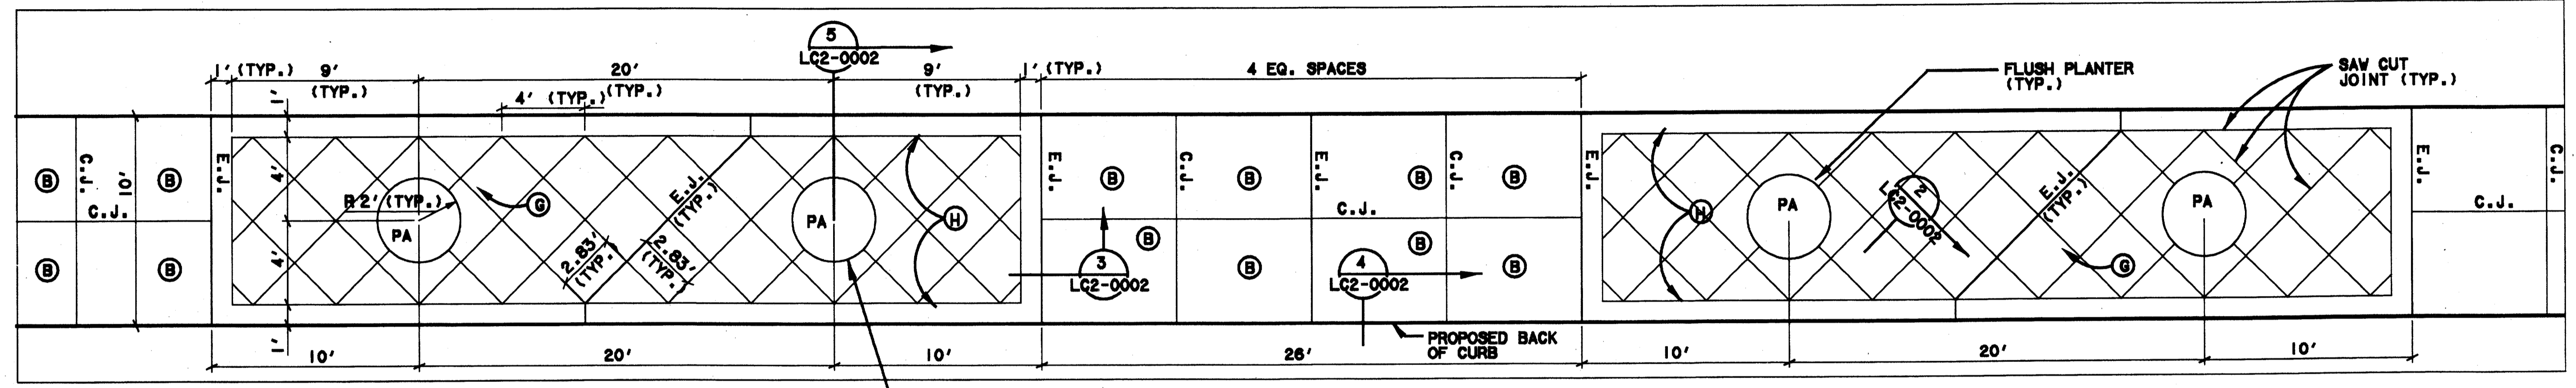 5
LC2-0002
1' (TYP.)
9'
(TYP.)
20'
(TYP.)
9'
(TYP.)
1' (TYP.)
4 EQ. SPACES
FLUSH PLANTER
(TYP.)
SAW CUT
JOINT (TYP.)
1'
4' (TYP.)
B
C.J.
10'
B
E.J.
4'
R 2' (TYP.)
PA
G
E.J.
(TYP.)
PA
H
E.J.
B
C.J.
B
E.J.
B
C.J.
B
E.J.
H
PA
2
LC2-0002
E.J.
(TYP.)
PA
E.J.
C.J.
C.J.
C.J.
C.J.
B
B
4'
2.83'
(TYP.)
2.83'
(TYP.)
B
3
LC2-0002
B
4
LC2-0002
B
B
G
1'
PROPOSED BACK
OF CURB
10'
20'
10'
26'
10'
20'
10'